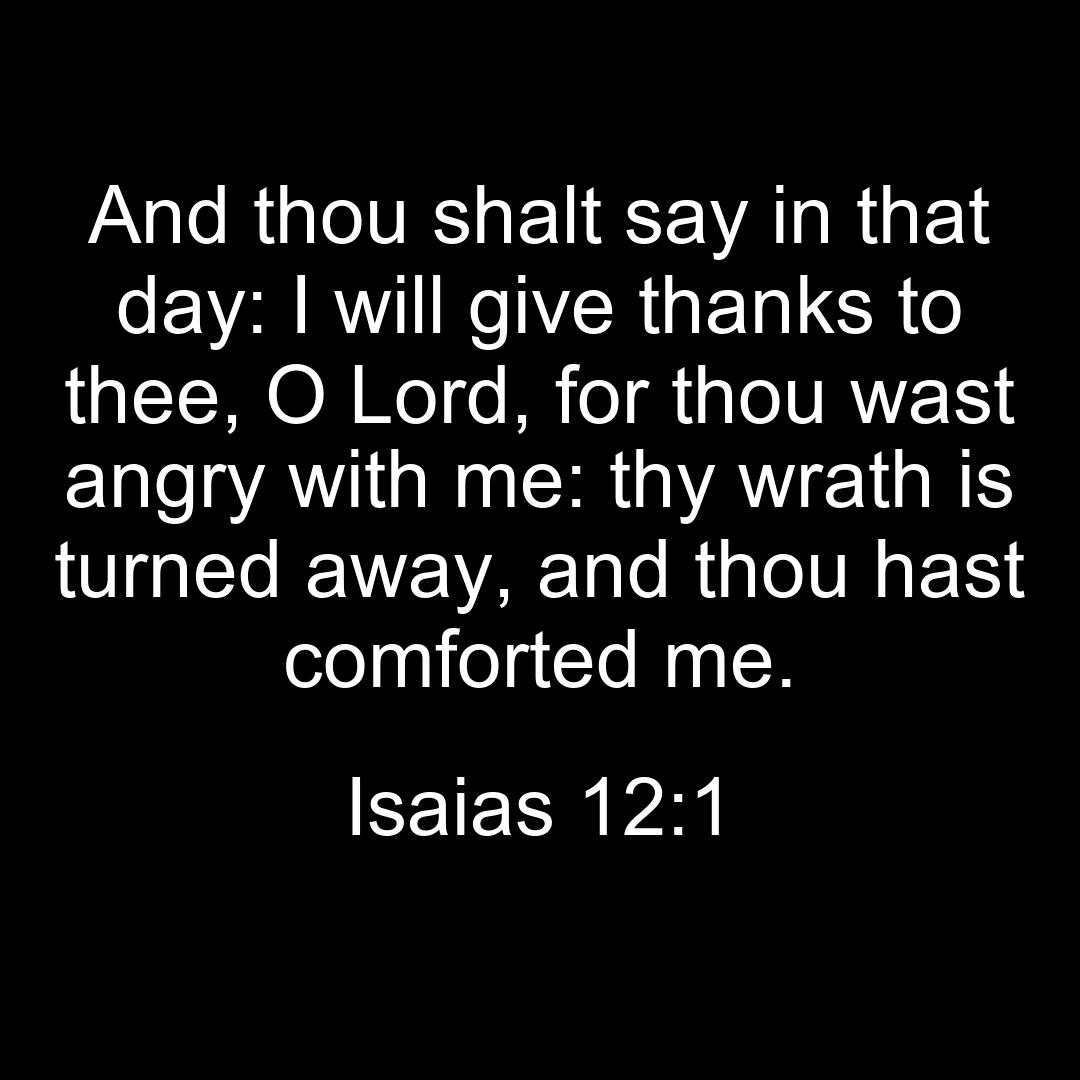 And thou shalt say in that
day: I will give thanks to
thee, O Lord, for thou wast
angry with me: thy wrath is
turned away, and thou hast
comforted me.
Isaias 12:1